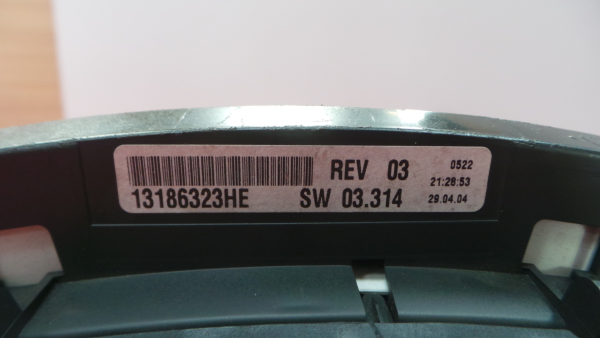 REV 03 0522
21:28:53
13186323HE SW 03.314 29.04.04